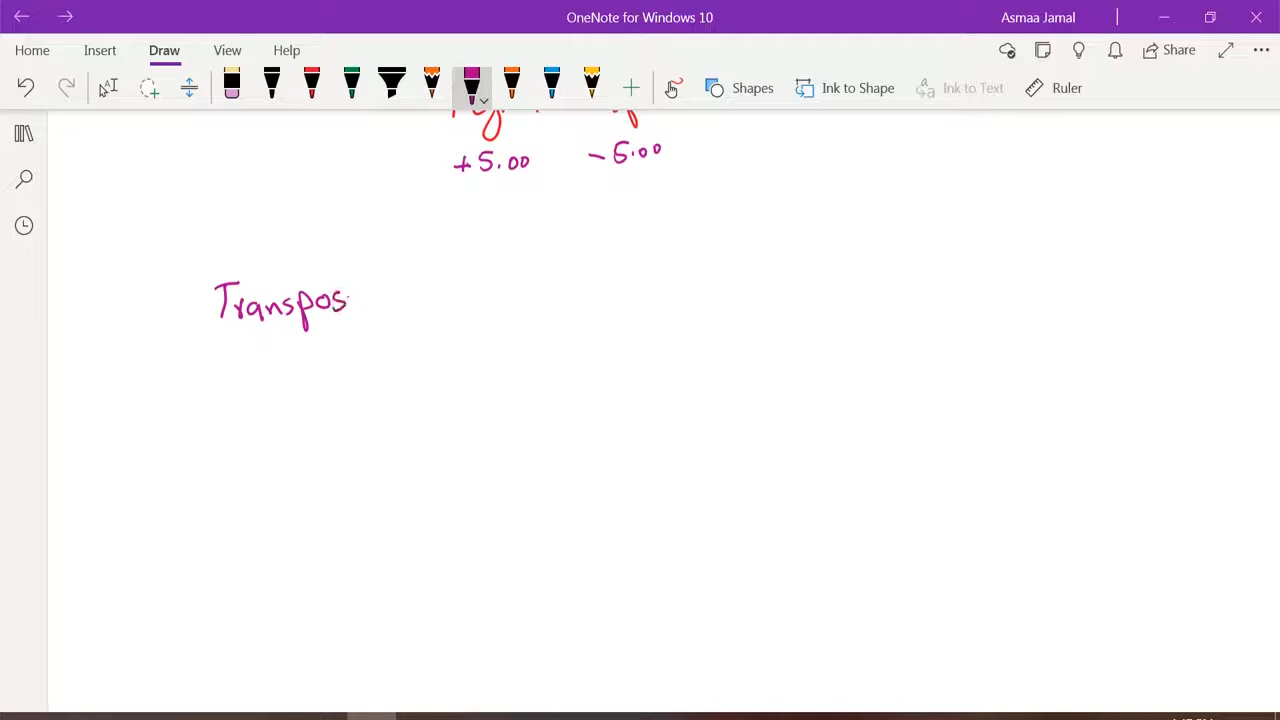 OneNote for Windows 10
Asmaa Jamal
Home Insert Draw View Help
Share
Shapes Ink to Shape Ink to Text Ruler
+5.00 -5.00
Transpos